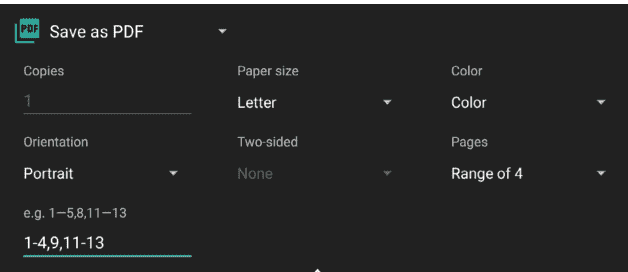 PDF Save as PDF
Copies Paper size Color
1 Letter Color
Orientation Two-sided Pages
Portrait None Range of 4
e.g. 1—5,8,11—13
1-4,9,11-13